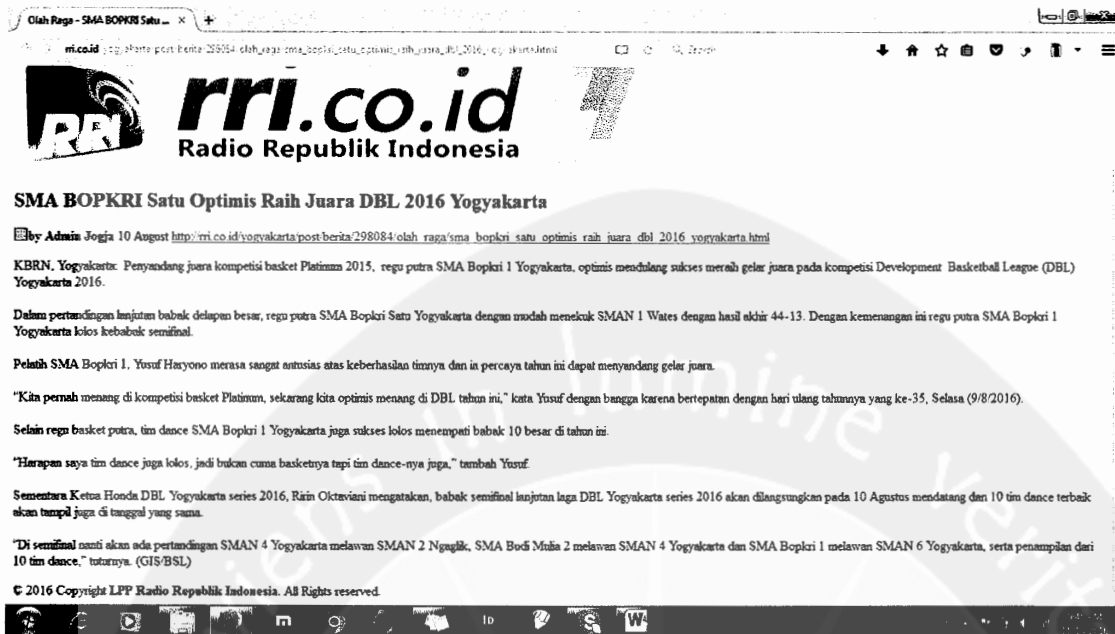 Olah Raga - SMA BOPKRI Satu ... × +
rri.co.id
Search
RRI
rri.co.id
Radio Republik Indonesia
SMA BOPKRI Satu Optimis Raih Juara DBL 2016 Yogyakarta
by Admin Jogja 10 August http://rri.co.id/yogyakarta/post/berita/298084/olah_raga/sma_bopkri_satu_optimis_raih_juara_dbl_2016_yogyakarta.html
KBRN, Yogyakarta: Penyandang juara kompetisi basket Platinum 2015, regu putra SMA Bopkri 1 Yogyakarta, optimis mendulang sukses meraih gelar juara pada kompetisi Development Basketball League (DBL)
Yogyakarta 2016.
Dalam pertandingan lanjutan babak delapan besar, regu putra SMA Bopkri Satu Yogyakarta dengan mudah menekuk SMAN 1 Wates dengan hasil akhir 44-13. Dengan kemenangan ini regu putra SMA Bopkri 1
Yogyakarta lolos kebabak semifinal.
Pelatih SMA Bopkri 1, Yusuf Haryono merasa sangat antusias atas keberhasilan timnya dan ia percaya tahun ini dapat menyandang gelar juara.
"Kita pernah menang di kompetisi basket Platinum, sekarang kita optimis menang di DBL tahun ini," kata Yusuf dengan bangga karena bertepatan dengan hari ulang tahunnya yang ke-35, Selasa (9/8/2016).
Selain regu basket putra, tim dance SMA Bopkri 1 Yogyakarta juga sukses lolos menempati babak 10 besar di tahun ini.
"Harapan saya tim dance juga lolos, jadi bukan cuma basketnya tapi tim dance-nya juga," tambah Yusuf.
Sementara Ketua Honda DBL Yogyakarta series 2016, Ririn Oktaviani mengatakan, babak semifinal lanjutan laga DBL Yogyakarta series 2016 akan dilangsungkan pada 10 Agustus mendatang dan 10 tim dance terbaik
akan tampil juga di tanggal yang sama.
"Di semifinal nanti akan ada pertandingan SMAN 4 Yogyakarta melawan SMAN 2 Ngaglik, SMA Budi Mulia 2 melawan SMAN 4 Yogyakarta dan SMA Bopkri 1 melawan SMAN 6 Yogyakarta, serta penampilan dari
10 tim dance," tuturnya. (GIS/BSL)
© 2016 Copyright LPP Radio Republik Indonesia. All Rights reserved.
ens in lumine verit